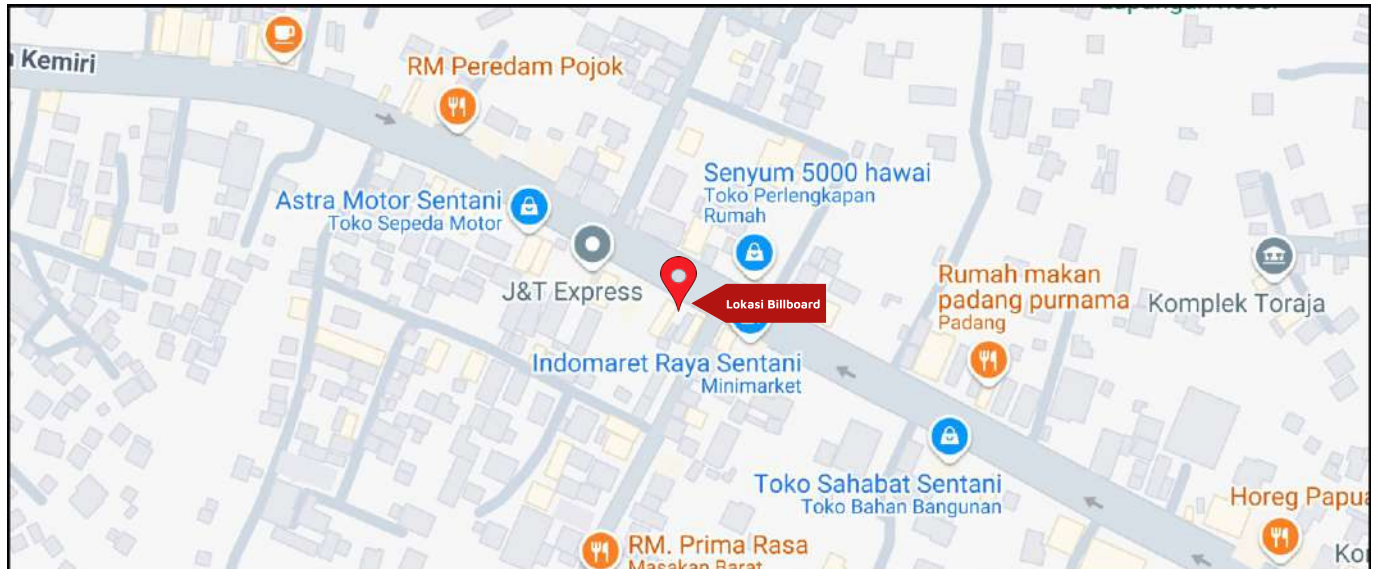 Kemiri
RM Peredam Pojok
Astra Motor Sentani
Toko Sepeda Motor
Senyum 5000 hawai
Toko Perlengkapan
Rumah
J&T Express
Lokasi Billboard
Rumah makan
padang purnama
Padang
Komplek Toraja
Indomaret Raya Sentani
Minimarket
Toko Sahabat Sentani
Toko Bahan Bangunan
Horeg Papua
RM. Prima Rasa
Masakan Barat